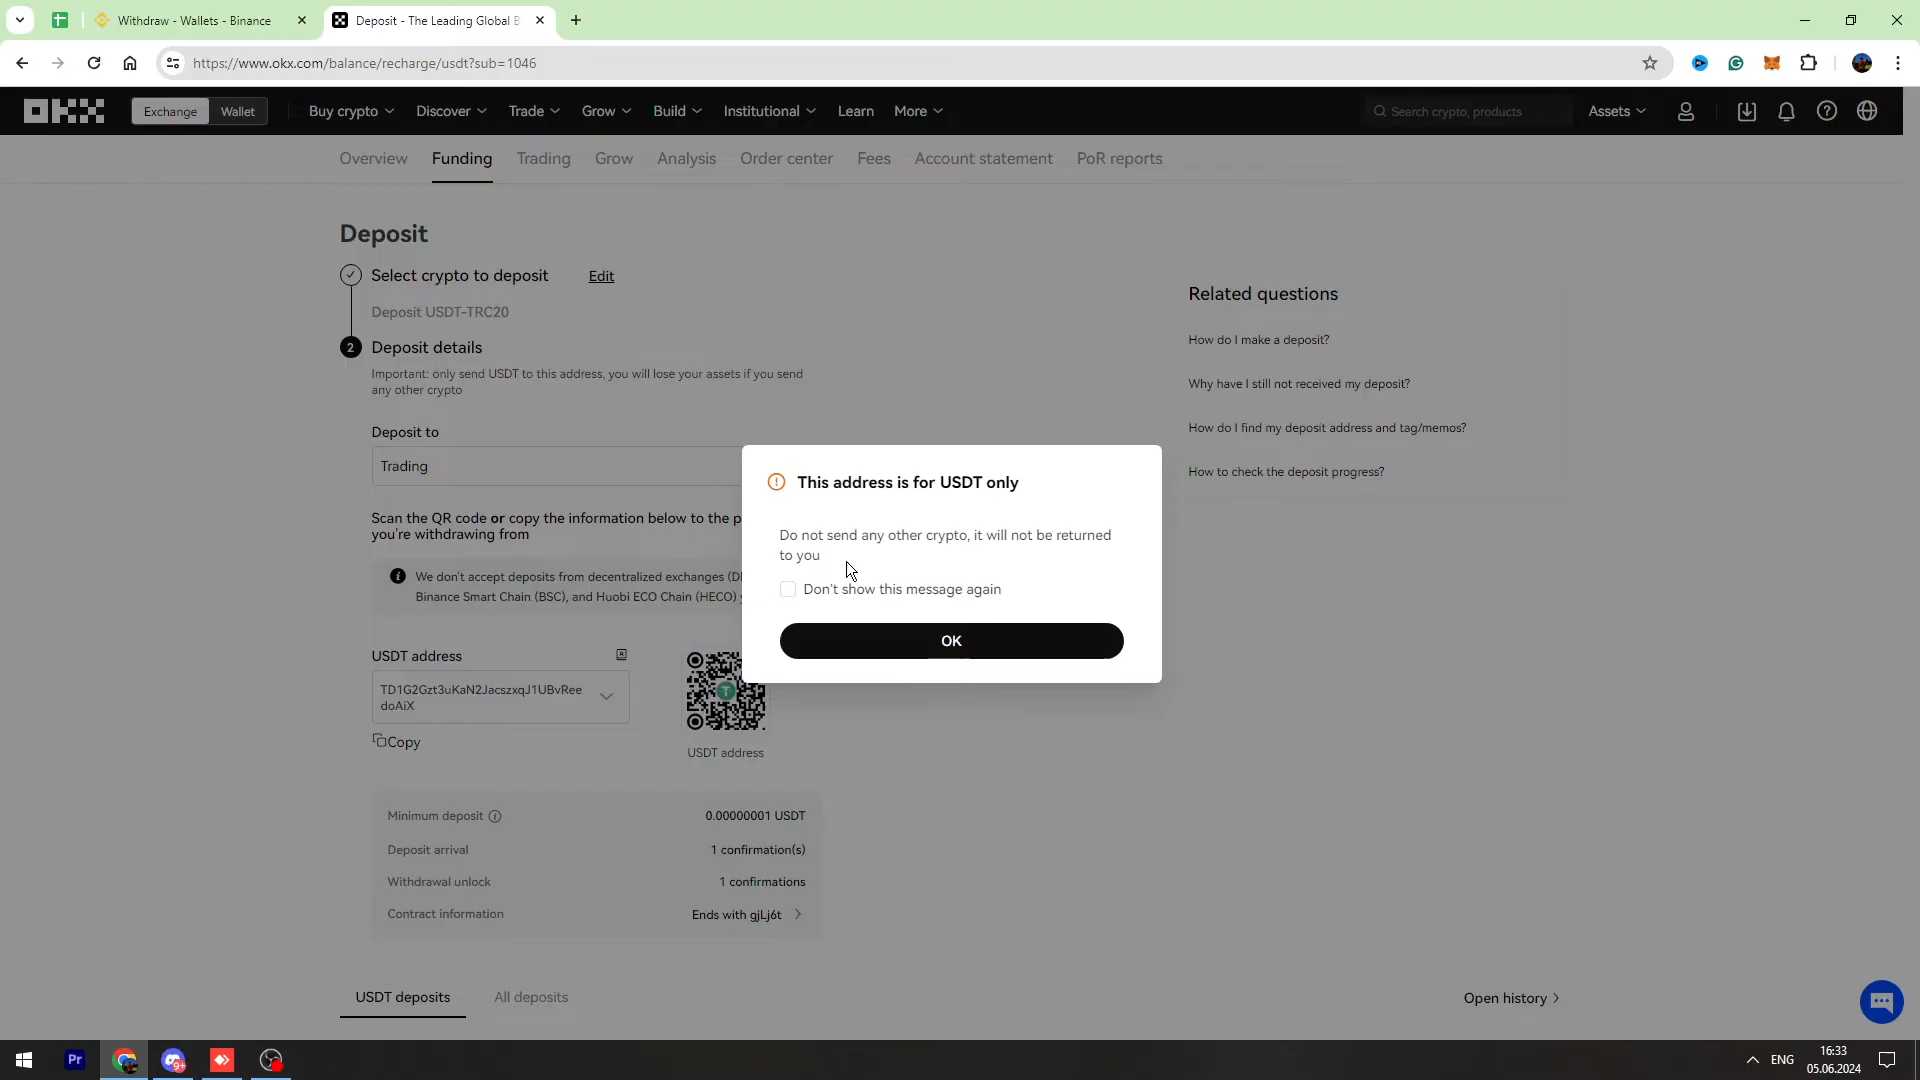 Withdraw - Wallets - Binance
Deposit - The Leading Global B
https://www.okx.com/balance/recharge/usdt?sub=1046
OKX
Exchange
Wallet
Buy crypto
Discover
Trade
Grow
Build
Institutional
Learn
More
Search crypto, products
Assets
Overview
Funding
Trading
Grow
Analysis
Order center
Fees
Account statement
PoR reports
Deposit
Select crypto to deposit
Edit
Deposit USDT-TRC20
2
Deposit details
Important: only send USDT to this address, you will lose your assets if you send
any other crypto
Deposit to
Trading
Scan the QR code or copy the information below to the p
you're withdrawing from
We don't accept deposits from decentralized exchanges (D
Binance Smart Chain (BSC), and Huobi ECO Chain (HECO)
USDT address
TD1G2Gzt3uKaN2JacszxqJ1UBvRee
doAiX
Copy
USDT address
Minimum deposit
0.00000001 USDT
Deposit arrival
1 confirmation(s)
Withdrawal unlock
1 confirmations
Contract information
Ends with gjLj6t
USDT deposits
All deposits
Open history
Related questions
How do I make a deposit?
Why have I still not received my deposit?
How do I find my deposit address and tag/memos?
How to check the deposit progress?
This address is for USDT only
Do not send any other crypto, it will not be returned
to you
Don't show this message again
OK
Pr
9+
ENG
16:33
05.06.2024